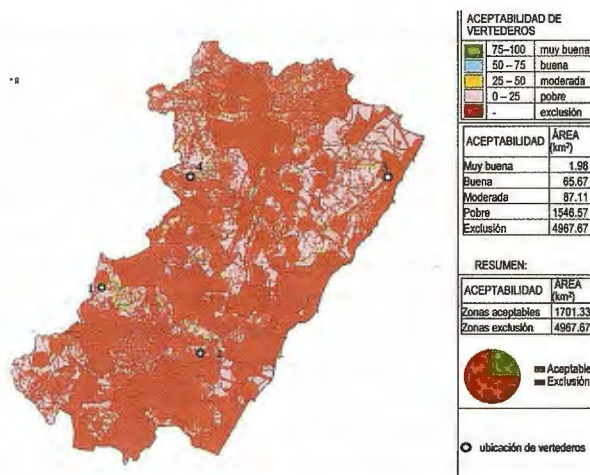 ACEPTABILIDAD DE
VERTEDEROS
75–100 muy buena
50 – 75 buena
25 – 50 moderada
0 – 25 pobre
- exclusión
ACEPTABILIDAD ÁREA (km²)
Muy buena 1.98
Buena 65.67
Moderada 87.11
Pobre 1546.57
Exclusión 4967.67
RESUMEN:
ACEPTABILIDAD ÁREA (km²)
Zonas aceptables 1701.33
Zonas exclusión 4967.67
Aceptable
Exclusión
ubicación de vertederos
4
3
1